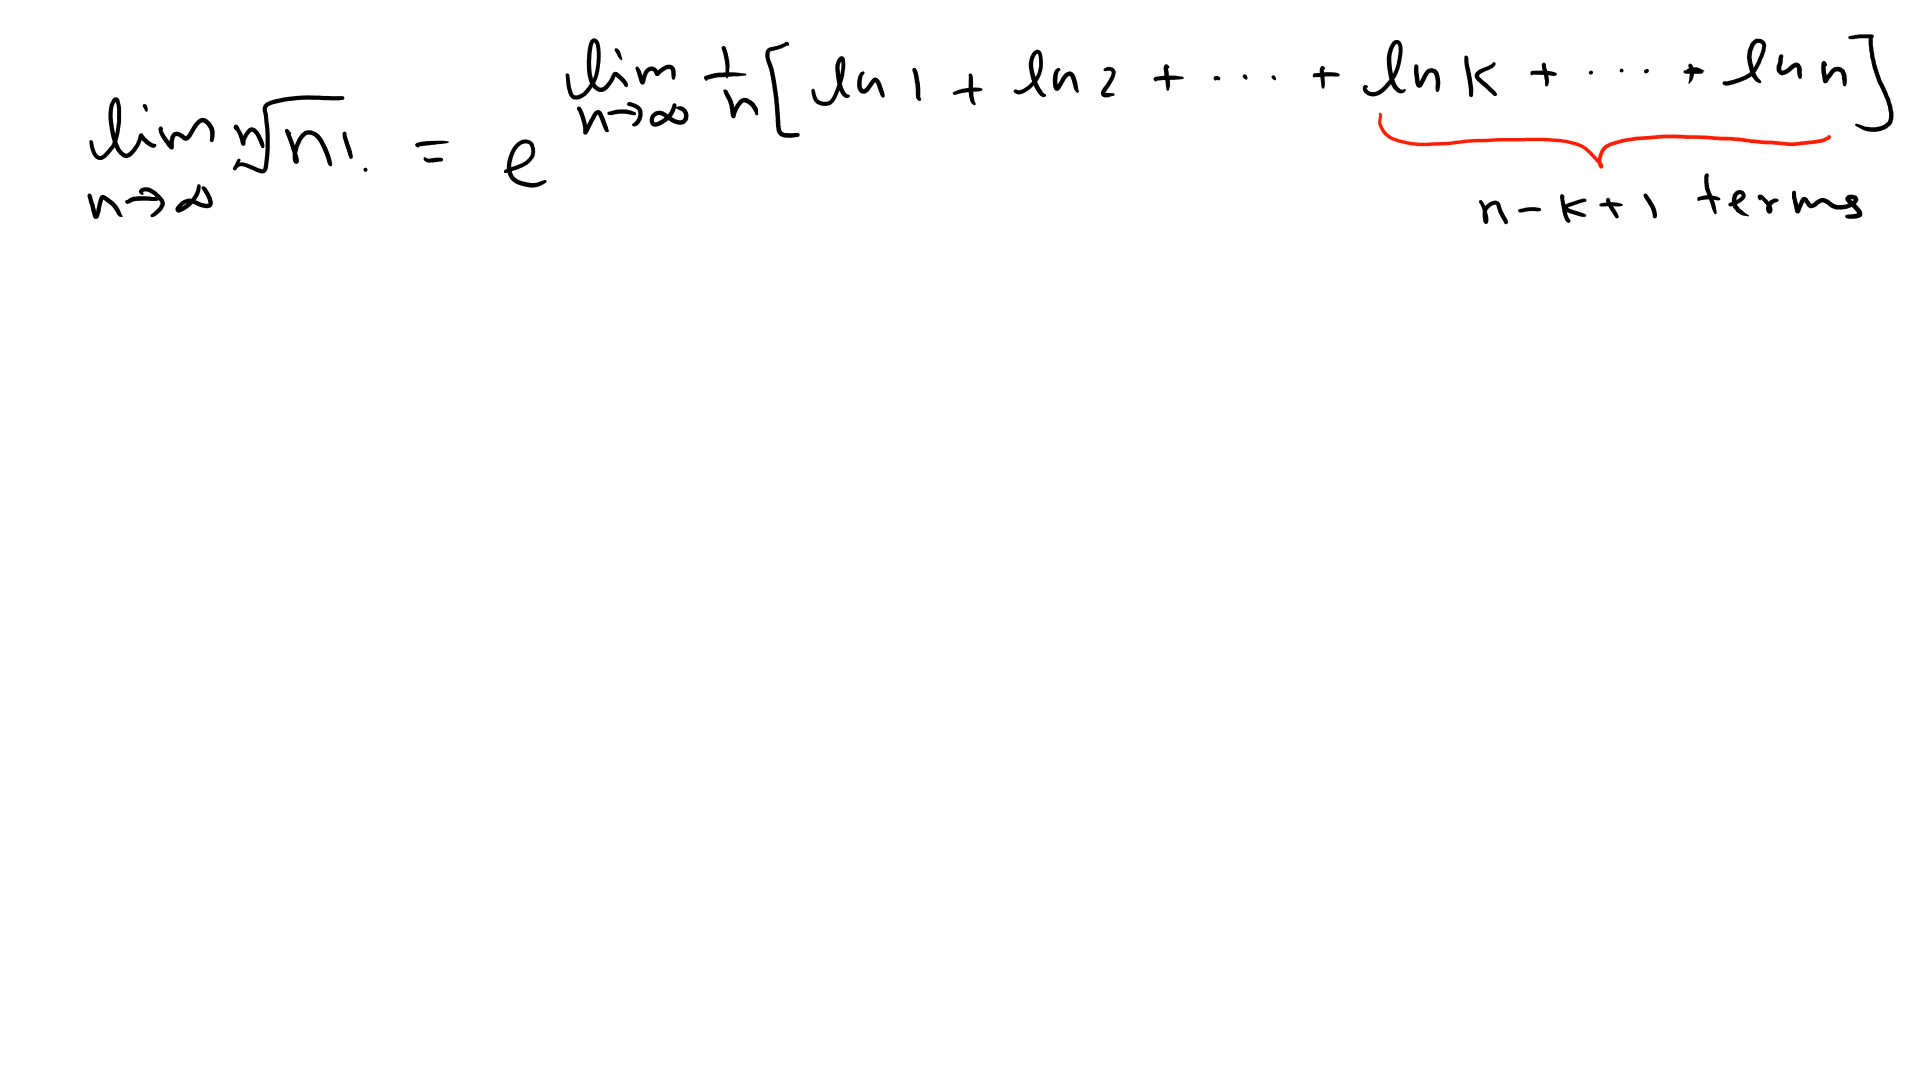 lim n→∞ ⁿ√n! = e^{lim n→∞ 1/n [ln 1 + ln 2 + ... + ln k + ... + ln n]}
n - k + 1 terms